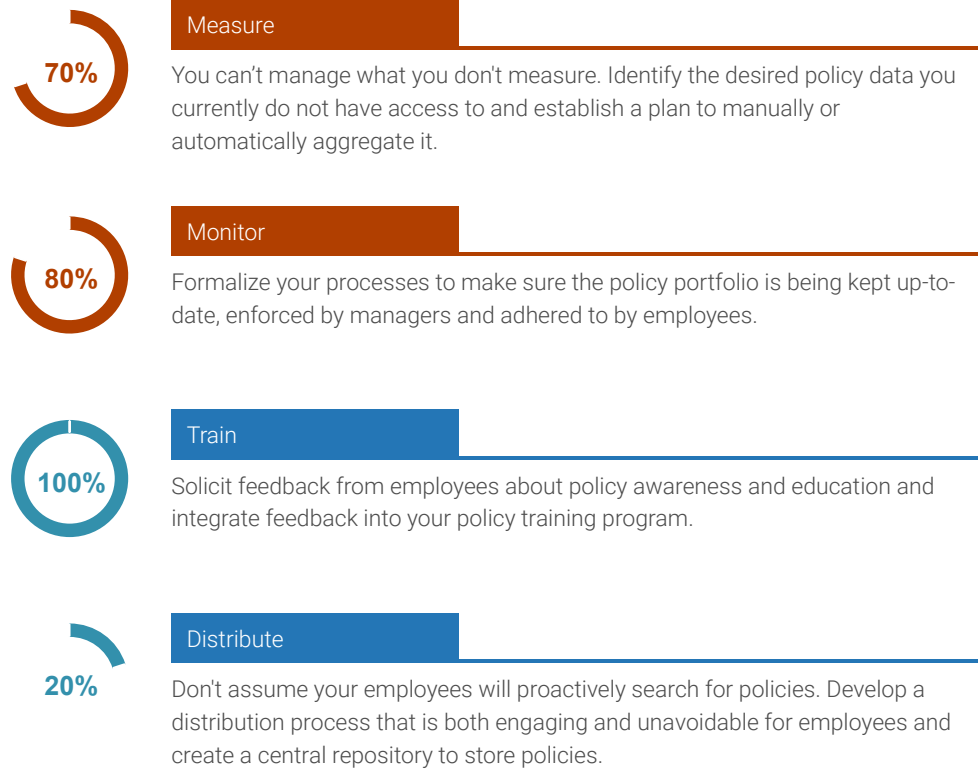 Measure
70%
You can’t manage what you don't measure. Identify the desired policy data you
currently do not have access to and establish a plan to manually or
automatically aggregate it.
Monitor
80%
Formalize your processes to make sure the policy portfolio is being kept up-to-
date, enforced by managers and adhered to by employees.
Train
100%
Solicit feedback from employees about policy awareness and education and
integrate feedback into your policy training program.
Distribute
20%
Don't assume your employees will proactively search for policies. Develop a
distribution process that is both engaging and unavoidable for employees and
create a central repository to store policies.